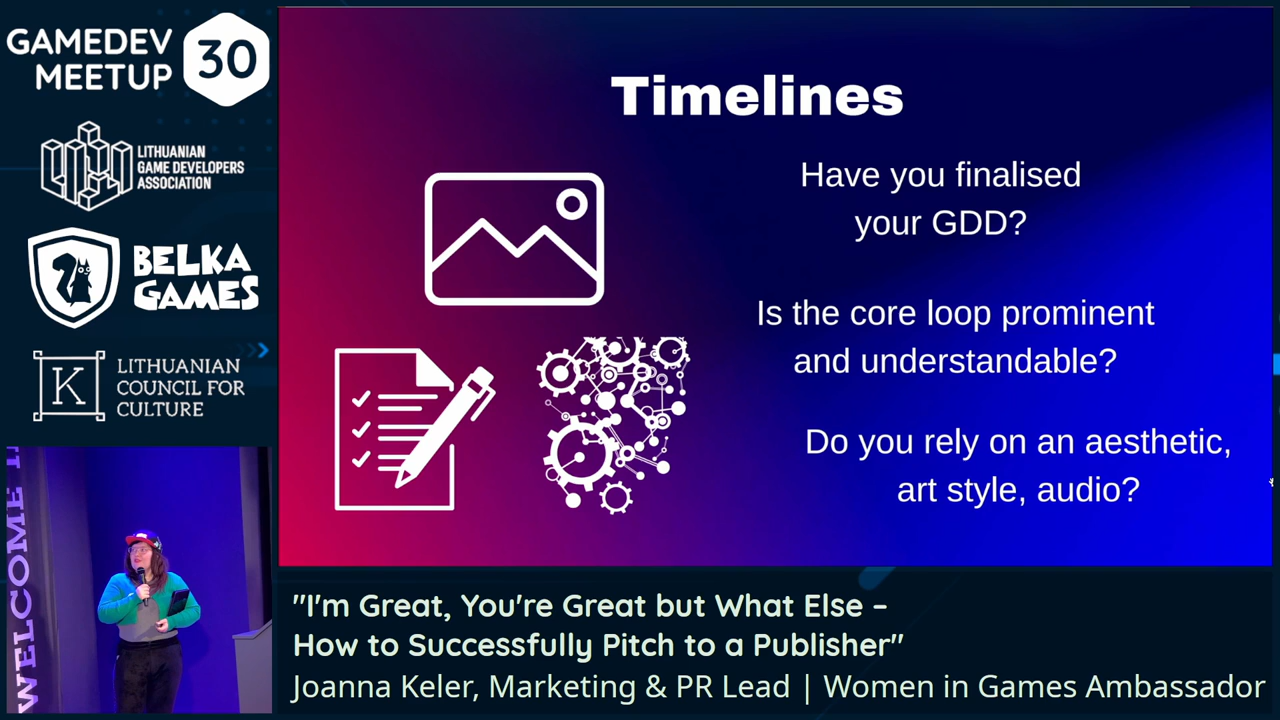 GAMEDEV
MEETUP
30
LITHUANIAN
GAME DEVELOPERS
ASSOCIATION
BELKA
GAMES
K
LITHUANIAN
COUNCIL FOR
CULTURE
WELCOME
Timelines
Have you finalised
your GDD?
Is the core loop prominent
and understandable?
Do you rely on an aesthetic,
art style, audio?
"I'm Great, You're Great but What Else –
How to Successfully Pitch to a Publisher"
Joanna Keler, Marketing & PR Lead | Women in Games Ambassador